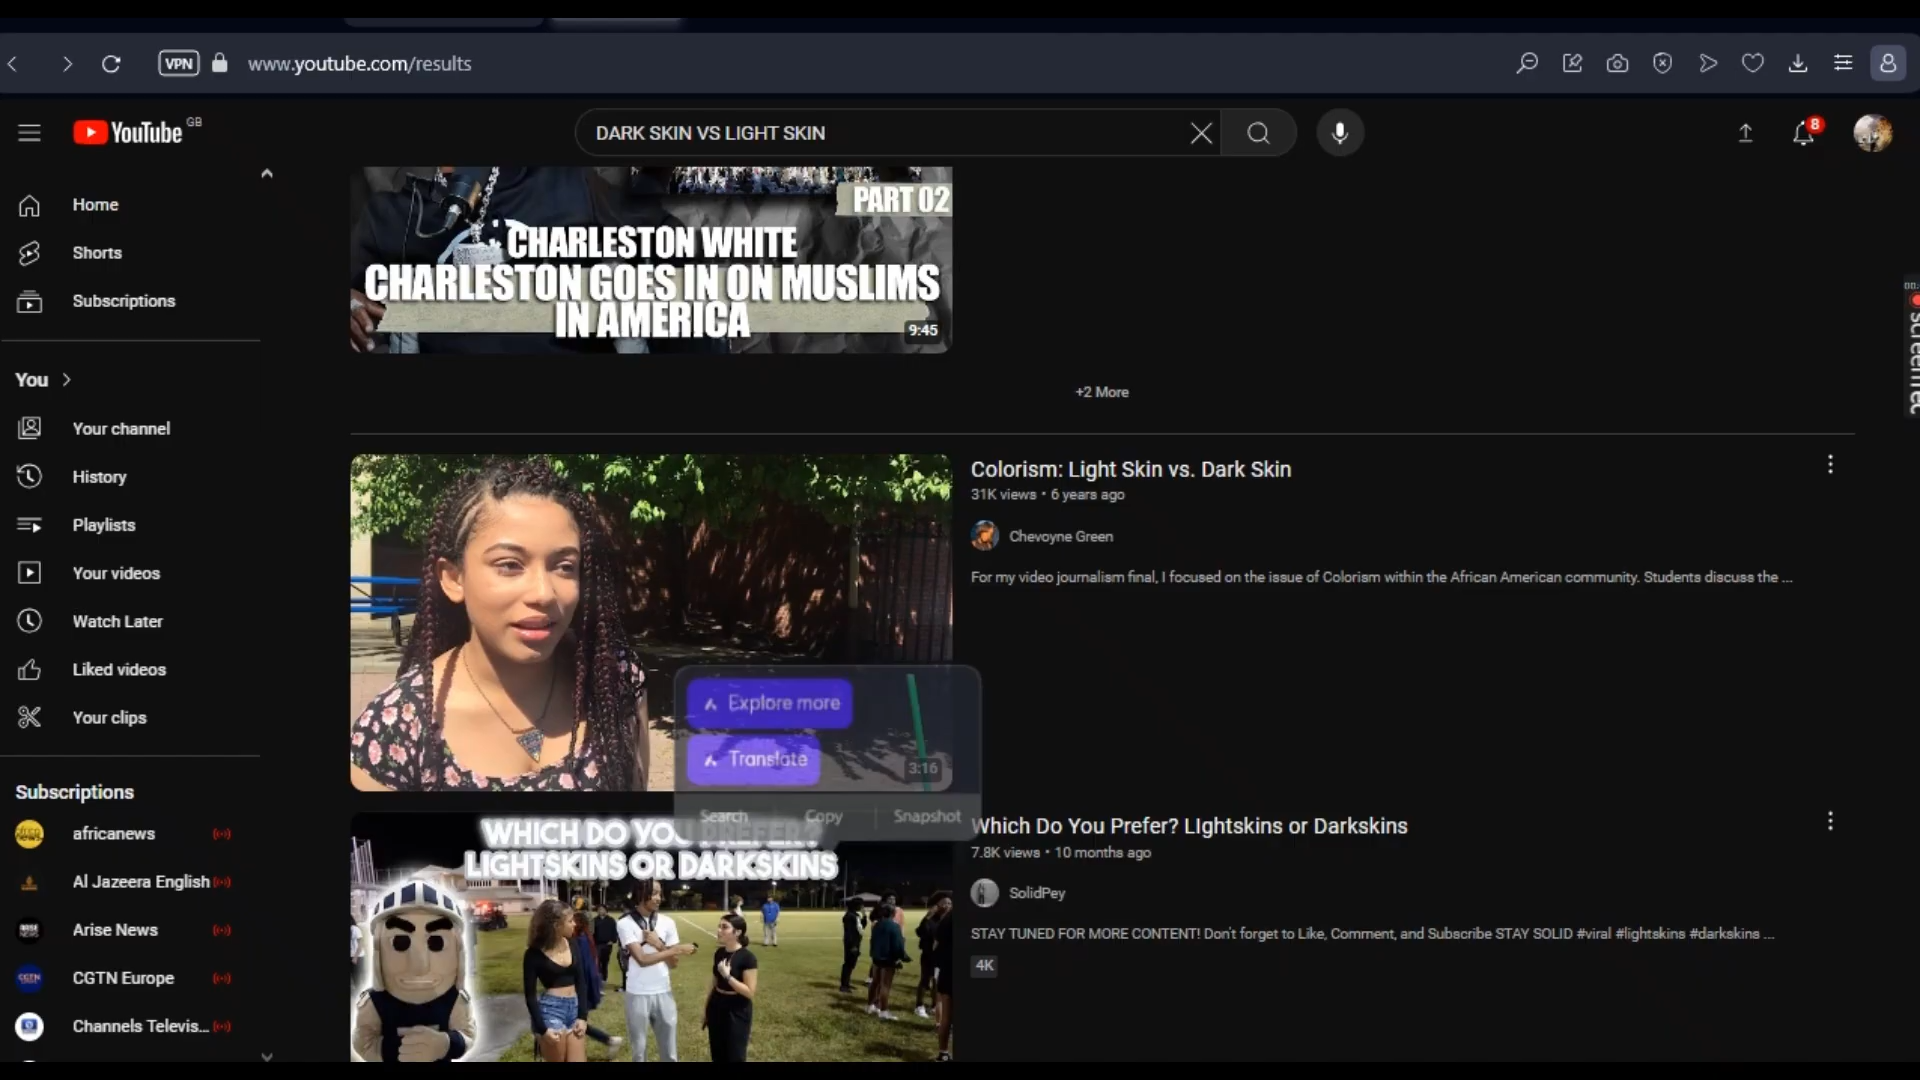 VPN
www.youtube.com/results
YouTube GB
DARK SKIN VS LIGHT SKIN
8
Home
Shorts
Subscriptions
You
Your channel
History
Playlists
Your videos
Watch Later
Liked videos
Your clips
Subscriptions
africanews
Al Jazeera English
Arise News
CGTN Europe
Channels Televis...
PART 02
CHARLESTON WHITE
CHARLESTON GOES IN ON MUSLIMS
IN AMERICA
9:45
+2 More
Colorism: Light Skin vs. Dark Skin
31K views • 6 years ago
Chevoyne Green
For my video journalism final, I focused on the issue of Colorism within the African American community. Students discuss the ...
Explore more
Translate
3:16
Search
Copy
Snapshot
WHICH DO YOU PREFER?
LIGHTSKINS OR DARKSKINS
Which Do You Prefer? LIghtskins or Darkskins
7.8K views • 10 months ago
SolidPey
STAY TUNED FOR MORE CONTENT! Don't forget to Like, Comment, and Subscribe STAY SOLID #viral #lightskins #darkskins ...
4K